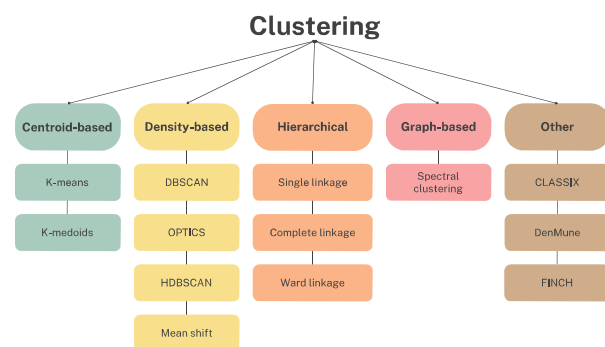 Clustering
Centroid-based
Density-based
Hierarchical
Graph-based
Other
K-means
DBSCAN
Single linkage
Spectral
clustering
CLASSIX
K-medoids
OPTICS
Complete linkage
DenMune
HDBSCAN
Ward linkage
FINCH
Mean shift